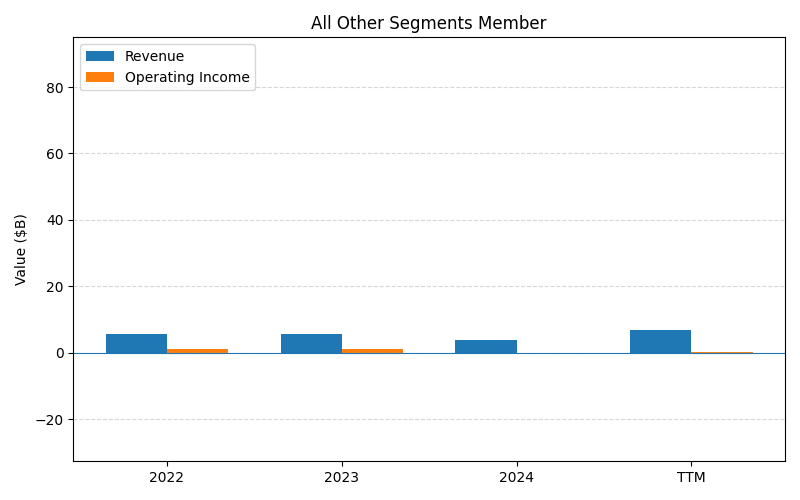 All Other Segments Member
Revenue
Operating Income
80
60
40
20
0
−20
Value ($B)
2022 2023 2024 TTM